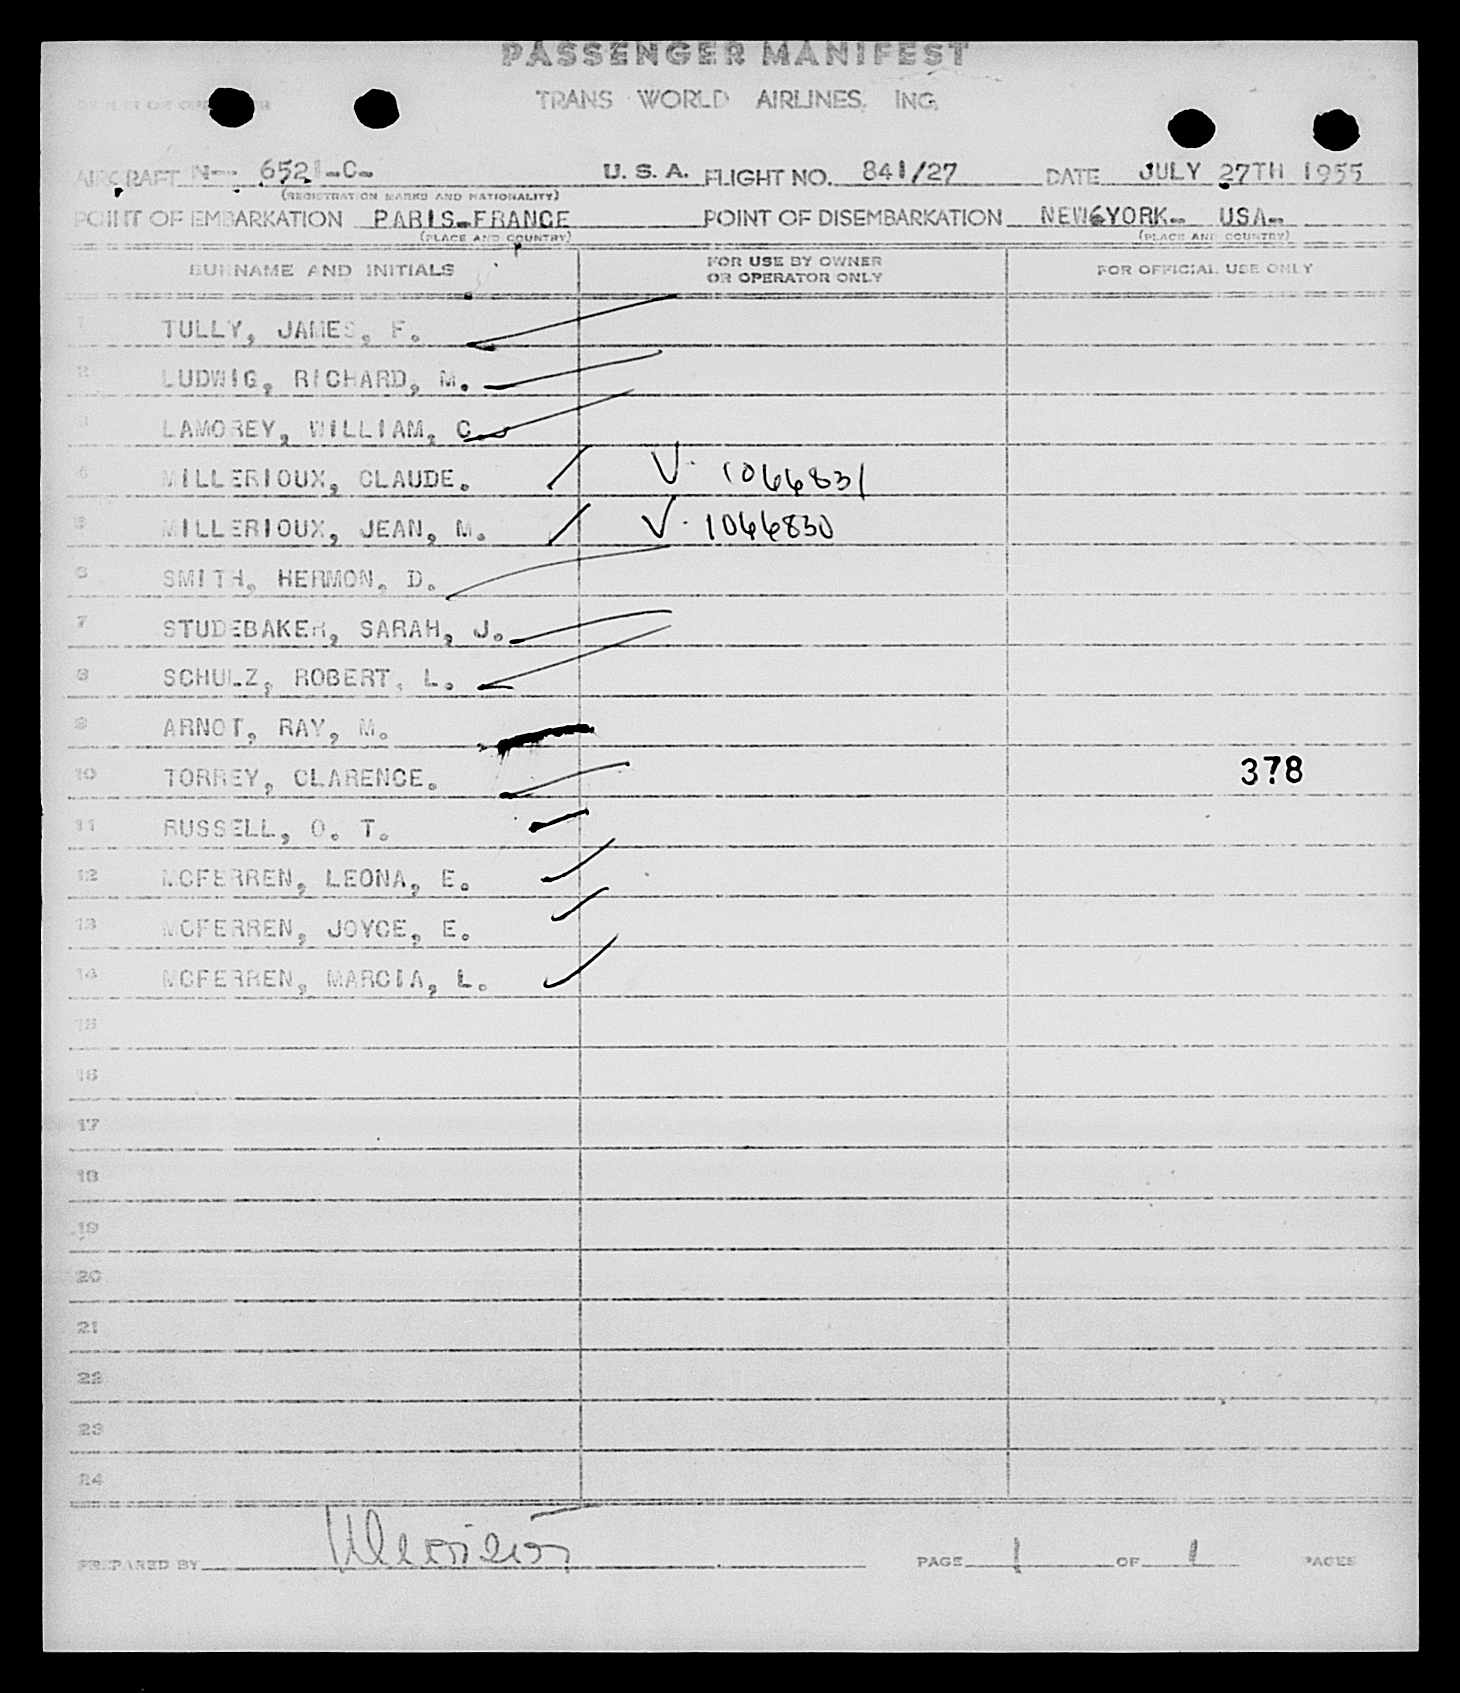 PASSENGER MANIFEST
TRANS WORLD AIRLINES, INC.
AIRCRAFT N-- 6521-C- U. S. A. FLIGHT NO. 841/27 DATE JULY 27TH 1955
(REGISTRATION MARKS AND NATIONALITY)
POINT OF EMBARKATION PARIS-FRANCE POINT OF DISEMBARKATION NEW YORK- USA-
(PLACE AND COUNTRY) (PLACE AND COUNTRY)
SURNAME AND INITIALS FOR USE BY OWNER OR OPERATOR ONLY FOR OFFICIAL USE ONLY
1 TULLY, JAMES, F.
2 LUDWIG, RICHARD, M.
3 LAMOREY, WILLIAM, C.
4 MILLERIOUX, CLAUDE. V. 1044831
5 MILLERIOUX, JEAN, M. V. 1044830
6 SMITH, HERMON, D.
7 STUDEBAKER, SARAH, J.
8 SCHULZ, ROBERT, L.
9 ARNOT, RAY, M.
10 TORREY, CLARENCE. 378
11 RUSSELL, O. T.
12 MCFERREN, LEONA, E.
13 MCFERREN, JOYCE, E.
14 MCFERREN, MARCIA, L.
15
16
17
18
19
20
21
22
23
24
PREPARED BY PAGE 1 OF 1 PAGES